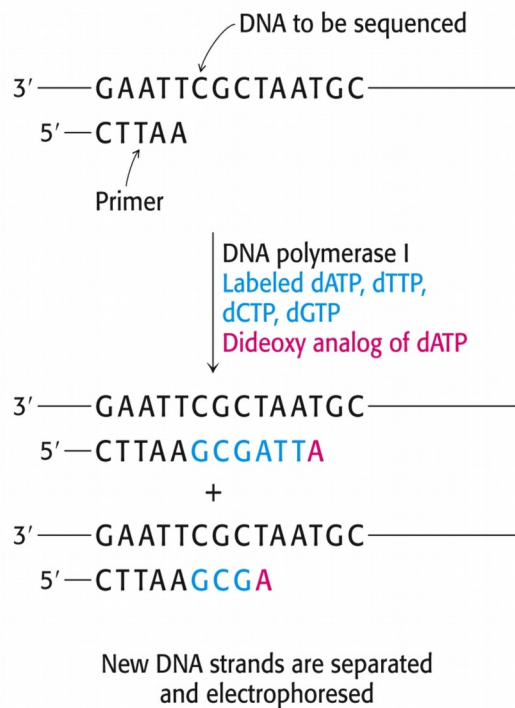 DNA to be sequenced
3′ GAATTCGCTAATGC
5′ CTTAA
Primer
DNA polymerase I
Labeled dATP, dTTP,
dCTP, dGTP
Dideoxy analog of dATP
3′ GAATTCGCTAATGC
5′ CTTAAGCGATTA
+
3′ GAATTCGCTAATGC
5′ CTTAAGCGA
New DNA strands are separated
and electrophoresed